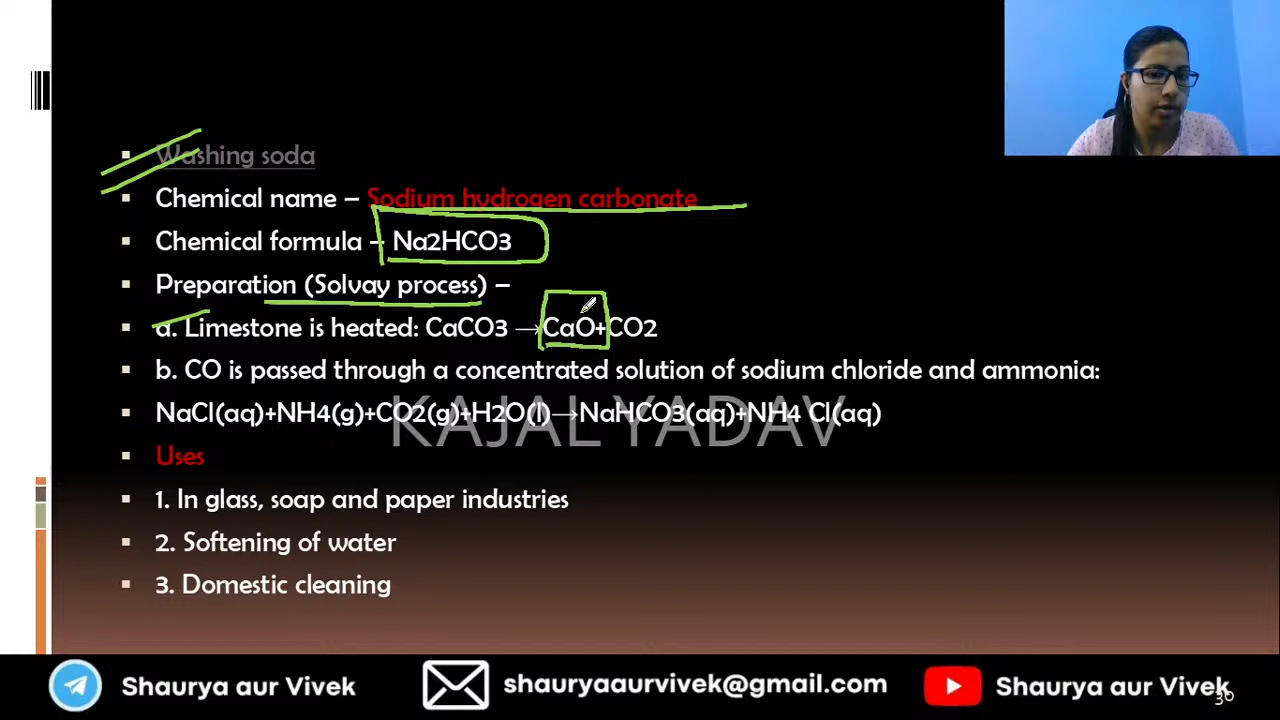 Washing soda
Chemical name – Sodium hydrogen carbonate
Chemical formula – Na2HCO3
Preparation (Solvay process) –
a. Limestone is heated: CaCO3 →CaO+CO2
b. CO is passed through a concentrated solution of sodium chloride and ammonia:
NaCl(aq)+NH4(g)+CO2(g)+H2O(l)→NaHCO3(aq)+NH4 Cl(aq)
KAJAL YADAV
Uses
1. In glass, soap and paper industries
2. Softening of water
3. Domestic cleaning
Shaurya aur Vivek shauryaaurvivek@gmail.com Shaurya aur Vivek
30